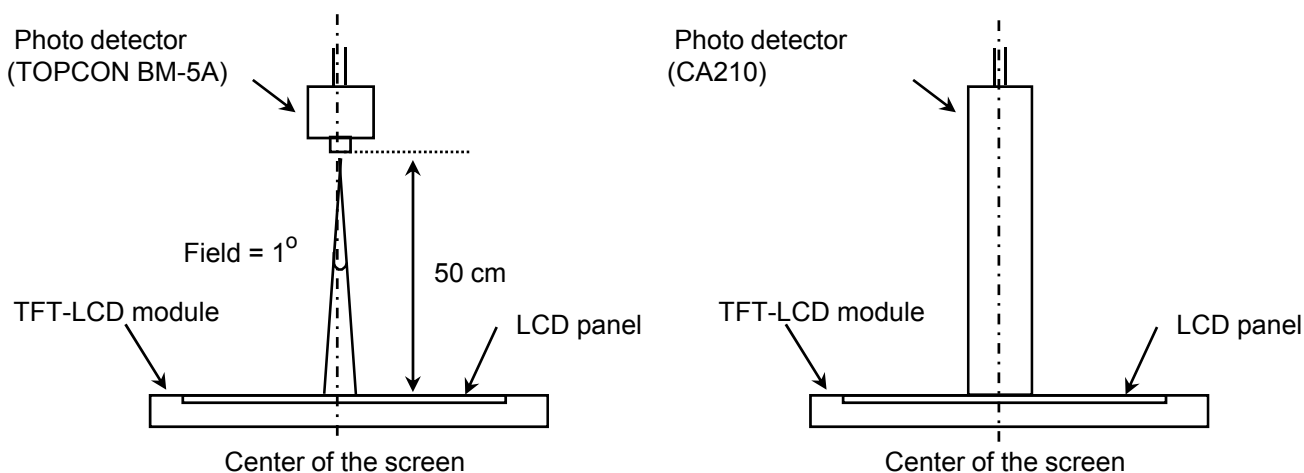 Photo detector
(TOPCON BM-5A)
Field = 1°
50 cm
TFT-LCD module
LCD panel
Center of the screen
Photo detector
(CA210)
TFT-LCD module
LCD panel
Center of the screen